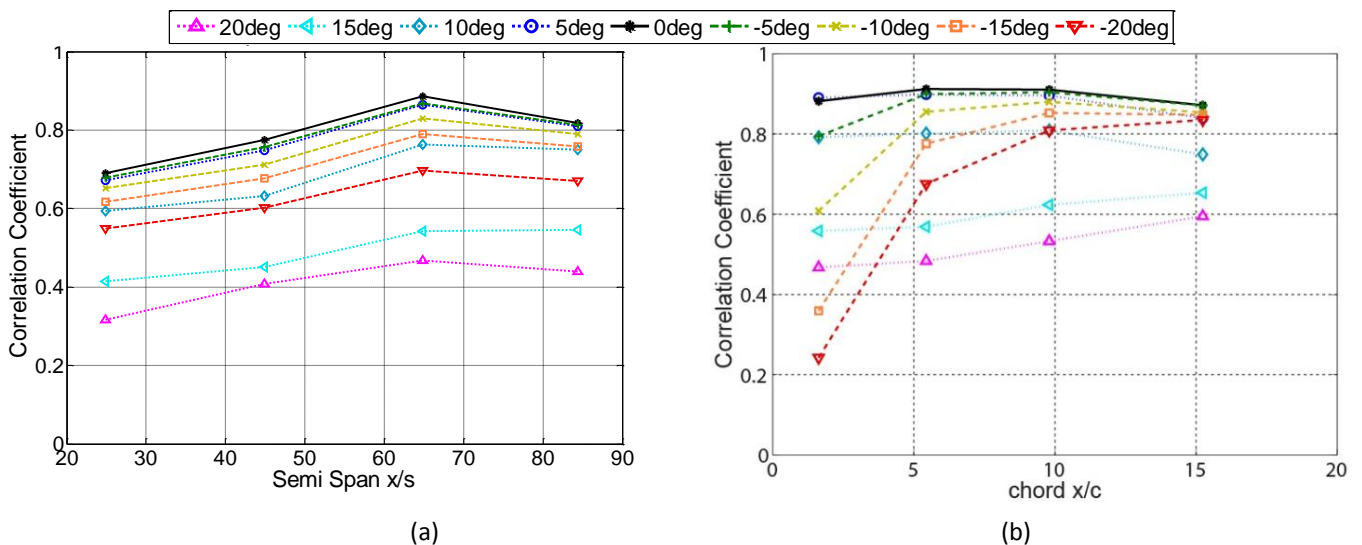 20deg 15deg 10deg 5deg 0deg -5deg -10deg -15deg -20deg
1
0.8
0.6
0.4
0.2
0
Correlation Coefficient
20 30 40 50 60 70 80 90
Semi Span x/s
(a)
1
0.8
0.6
0.4
0.2
0
Correlation Coefficient
0 5 10 15 20
chord x/c
(b)